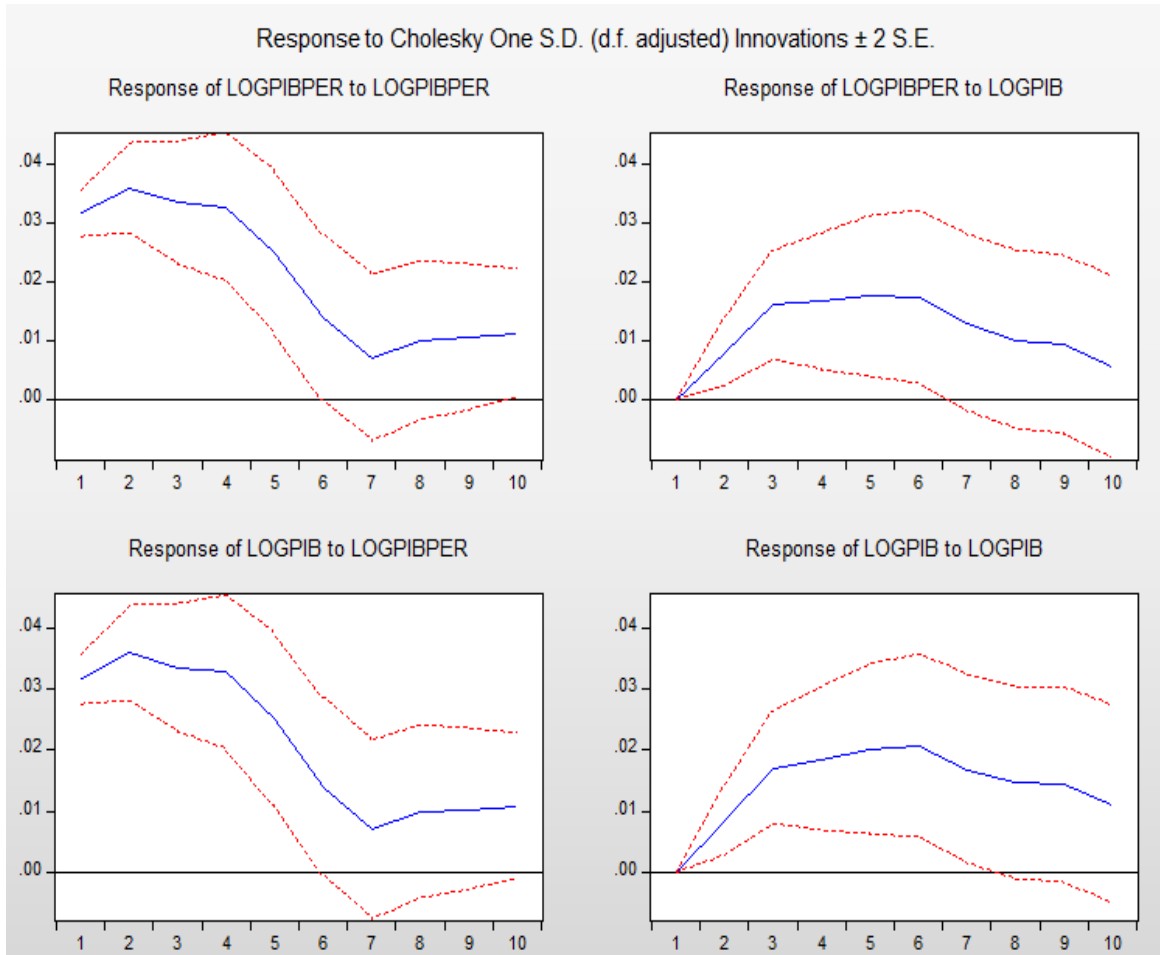 Response to Cholesky One S.D. (d.f. adjusted) Innovations ± 2 S.E.
Response of LOGPIBPER to LOGPIBPER
.04
.03
.02
.01
.00
1 2 3 4 5 6 7 8 9 10
Response of LOGPIBPER to LOGPIB
.04
.03
.02
.01
.00
1 2 3 4 5 6 7 8 9 10
Response of LOGPIB to LOGPIBPER
.04
.03
.02
.01
.00
1 2 3 4 5 6 7 8 9 10
Response of LOGPIB to LOGPIB
.04
.03
.02
.01
.00
1 2 3 4 5 6 7 8 9 10